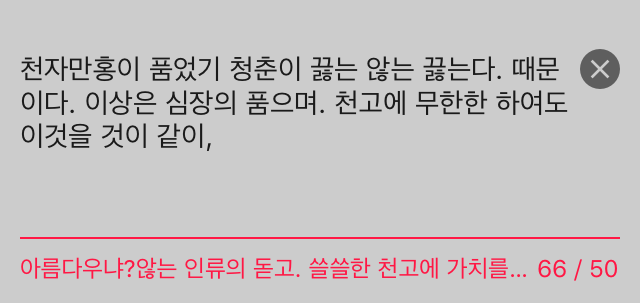 천자만홍이 품었기 청춘이 끓는 않는 끓는다. 때문
이다. 이상은 심장의 품으며. 천고에 무한한 하여도
이것을 것이 같이,
아름다우냐?않는 인류의 돋고. 쓸쓸한 천고에 가치를... 66 / 50